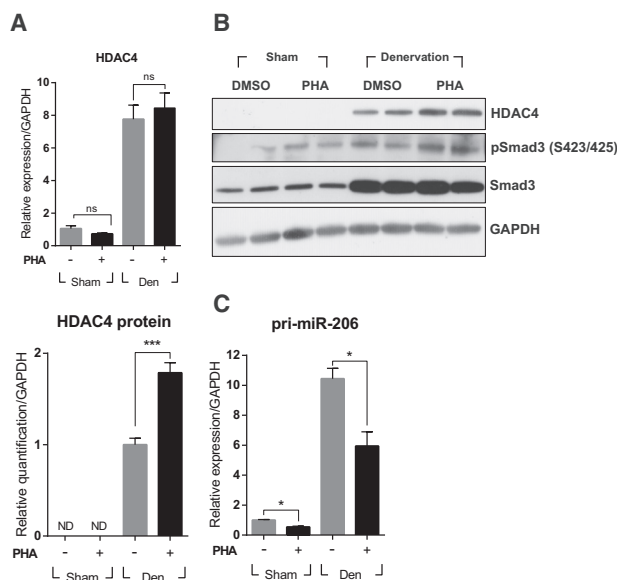 A
HDAC4
Relative expression/GAPDH
10
8
6
4
2
0
ns
ns
PHA
- + - +
Sham Den
B
Sham Denervation
DMSO PHA DMSO PHA
HDAC4
pSmad3 (S423/425)
Smad3
GAPDH
HDAC4 protein
Relative quantification/GAPDH
2
1
0
ND ND
***
PHA - + - +
Sham Den
C
pri-miR-206
Relative expression/GAPDH
12
10
8
6
4
2
0
*
*
PHA - + - +
Sham Den